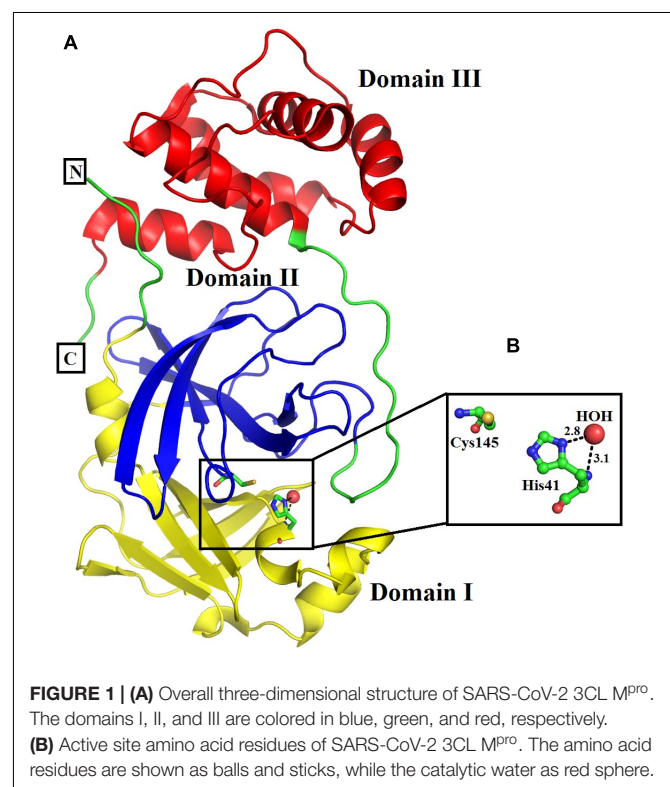 A
Domain III
N
Domain II
C
B
HOH
2.8
Cys145
3.1
His41
Domain I
FIGURE 1 | (A) Overall three-dimensional structure of SARS-CoV-2 3CL Mpro.
The domains I, II, and III are colored in blue, green, and red, respectively.
(B) Active site amino acid residues of SARS-CoV-2 3CL Mpro. The amino acid
residues are shown as balls and sticks, while the catalytic water as red sphere.